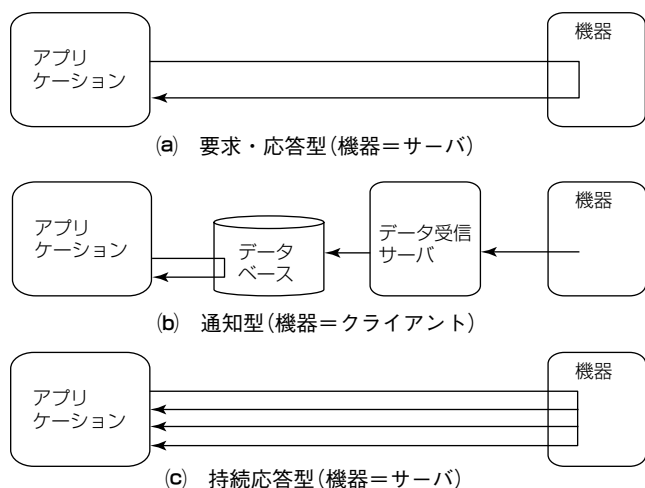 アプリ
ケーション
機器
(a) 要求・応答型(機器=サーバ)
アプリ
ケーション
データ
ベース
データ受信
サーバ
機器
(b) 通知型(機器=クライアント)
アプリ
ケーション
機器
(c) 持続応答型(機器=サーバ)